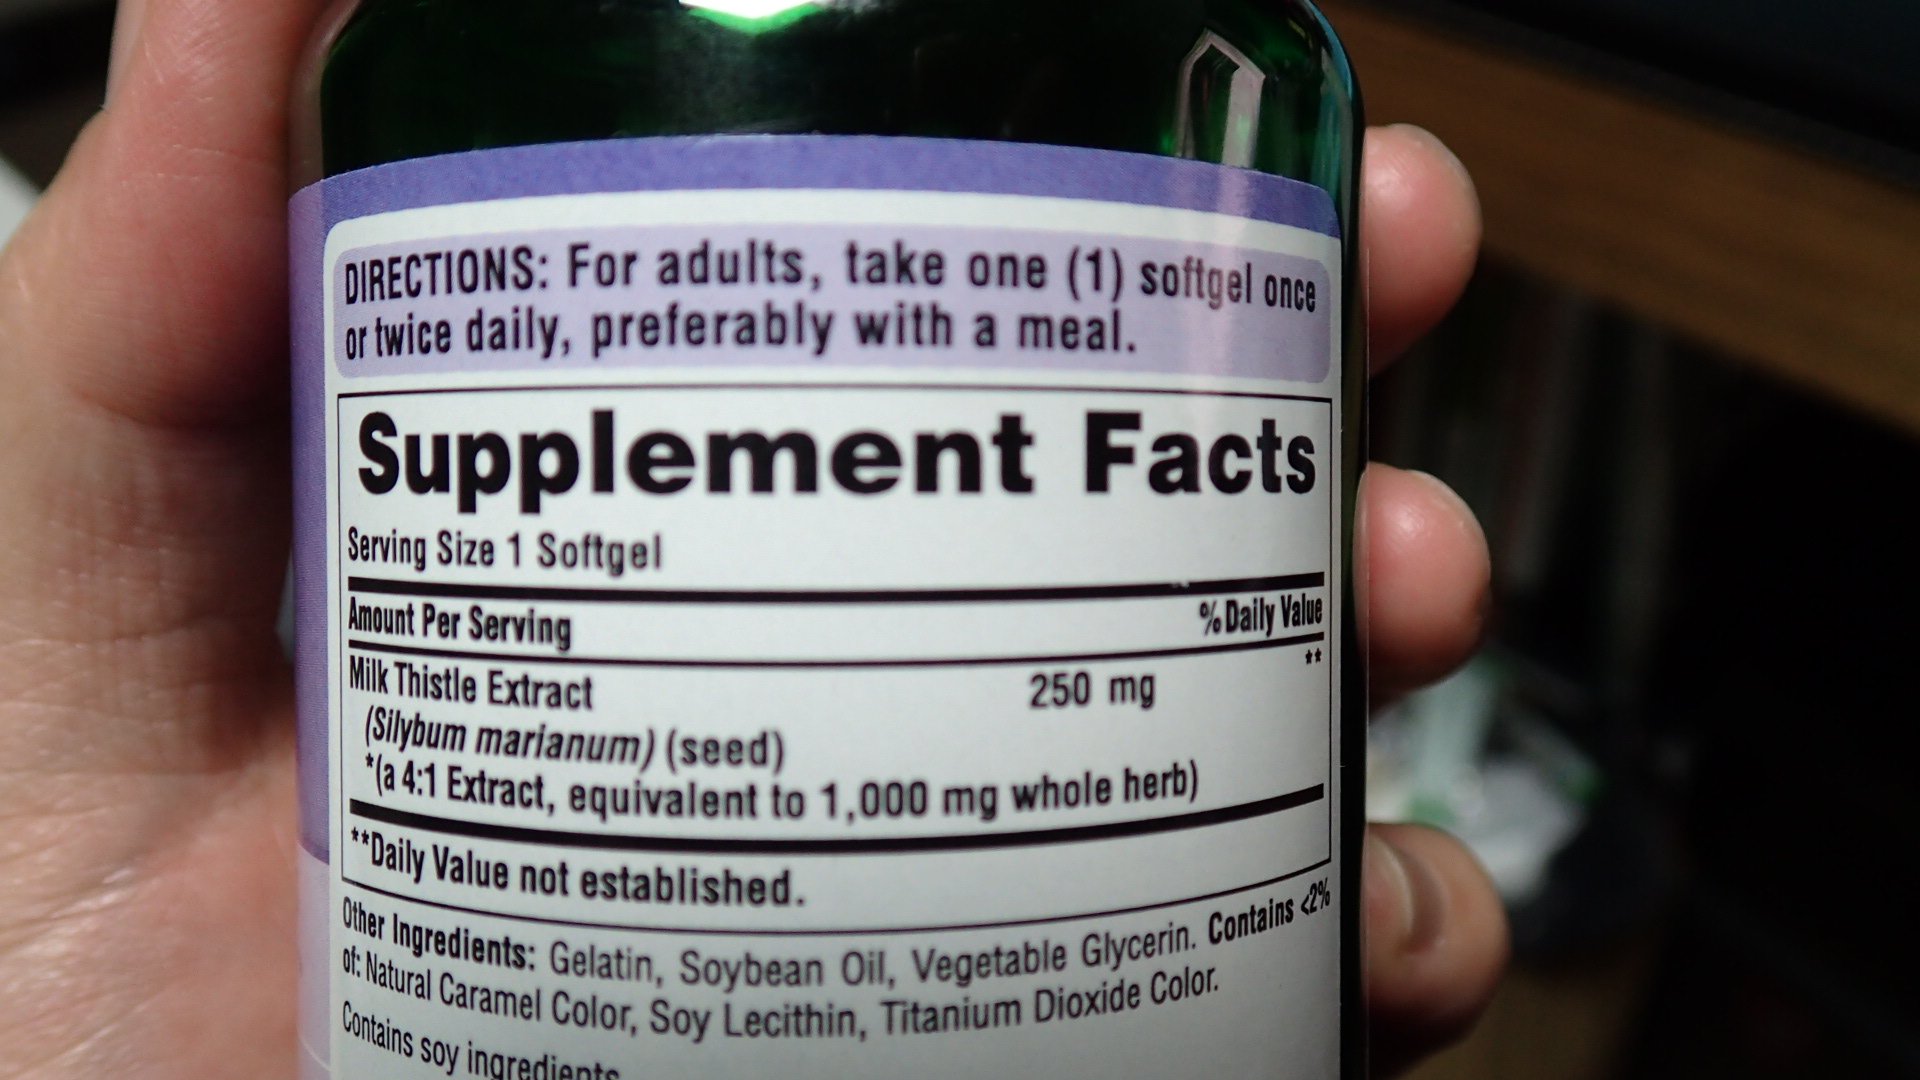 DIRECTIONS: For adults, take one (1) softgel once
or twice daily, preferably with a meal.
Supplement Facts
Serving Size 1 Softgel
Amount Per Serving %Daily Value
Milk Thistle Extract 250 mg **
(Silybum marianum) (seed)
*(a 4:1 Extract, equivalent to 1,000 mg whole herb)
**Daily Value not established.
Other Ingredients: Gelatin, Soybean Oil, Vegetable Glycerin. Contains <2%
of: Natural Caramel Color, Soy Lecithin, Titanium Dioxide Color.
Contains soy ingredients